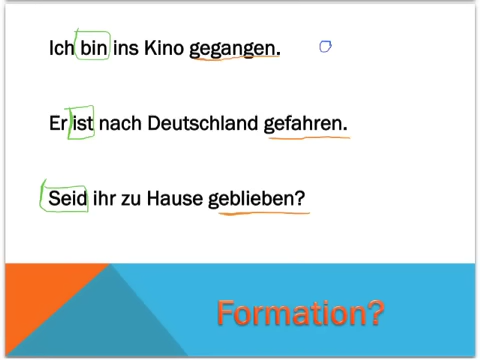 Ich bin ins Kino gegangen.
Er ist nach Deutschland gefahren.
Seid ihr zu Hause geblieben?
Formation?